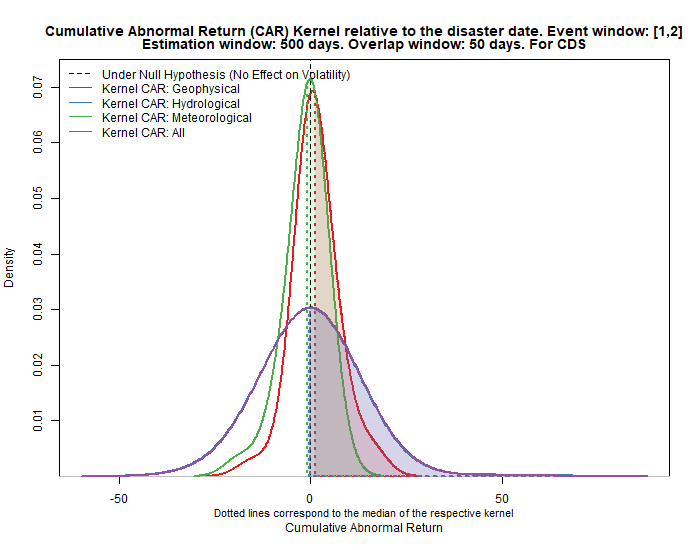 Cumulative Abnormal Return (CAR) Kernel relative to the disaster date. Event window: [1,2]
Estimation window: 500 days. Overlap window: 50 days. For CDS
Under Null Hypothesis (No Effect on Volatility)
Kernel CAR: Geophysical
Kernel CAR: Hydrological
Kernel CAR: Meteorological
Kernel CAR: All
0.07
0.06
0.05
0.04
0.03
0.02
0.01
Density
-50
0
50
Dotted lines correspond to the median of the respective kernel
Cumulative Abnormal Return